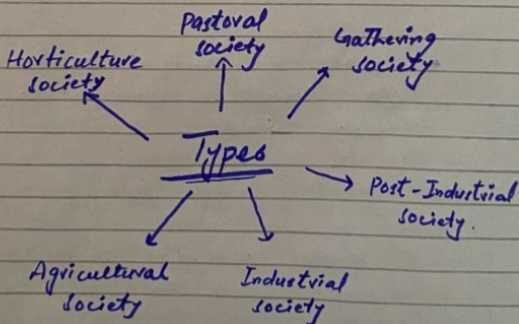 Pastoral
society
Gathering
society
Horticulture
society
Types
Post-Industrial
society.
Agricultural
society
Industrial
society